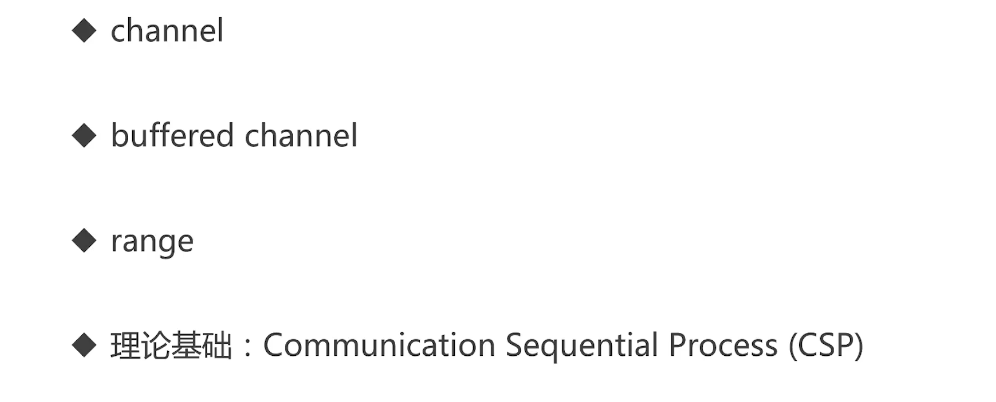 ◆ channel
◆ buffered channel
◆ range
◆ 理论基础：Communication Sequential Process (CSP)